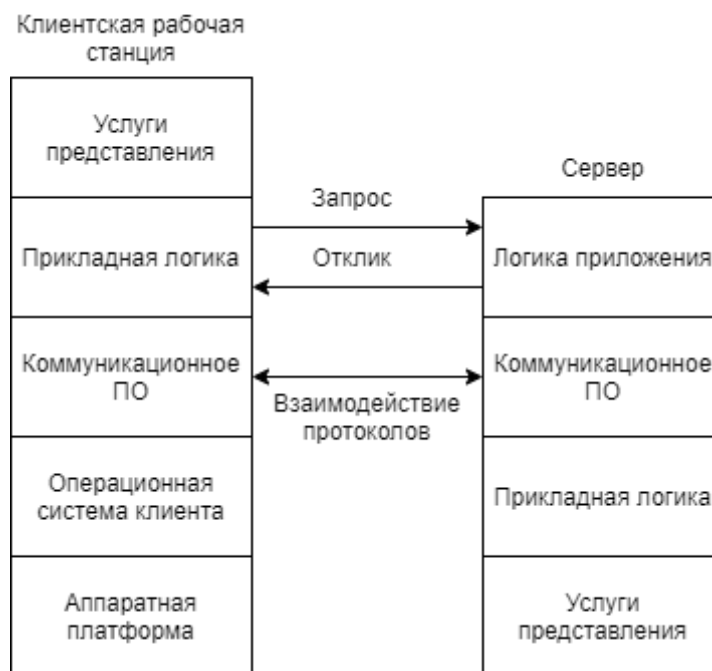 Клиентская рабочая
станция
Услуги
представления
Сервер
Запрос
Прикладная логика
Отклик
Логика приложения
Коммуникационное
ПО
Взаимодействие
протоколов
Коммуникационное
ПО
Операционная
система клиента
Прикладная логика
Аппаратная
платформа
Услуги
представления